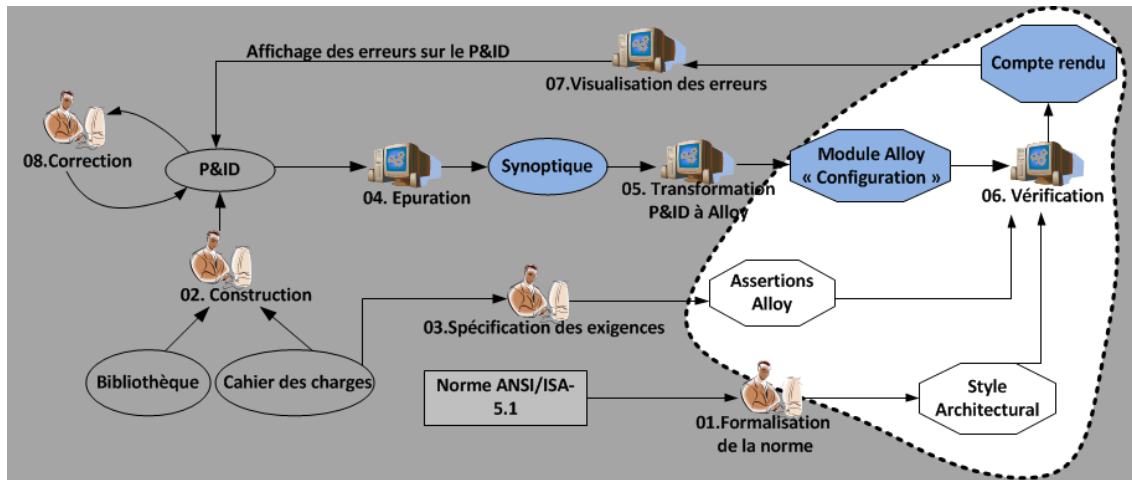 Affichage des erreurs sur le P&ID
07.Visualisation des erreurs
Compte rendu
08.Correction
P&ID
04. Epuration
Synoptique
05. Transformation
P&ID à Alloy
Module Alloy
« Configuration »
06. Vérification
02. Construction
03.Spécification des exigences
Assertions
Alloy
Bibliothèque
Cahier des charges
Norme ANSI/ISA-
5.1
01.Formalisation
de la norme
Style
Architectural